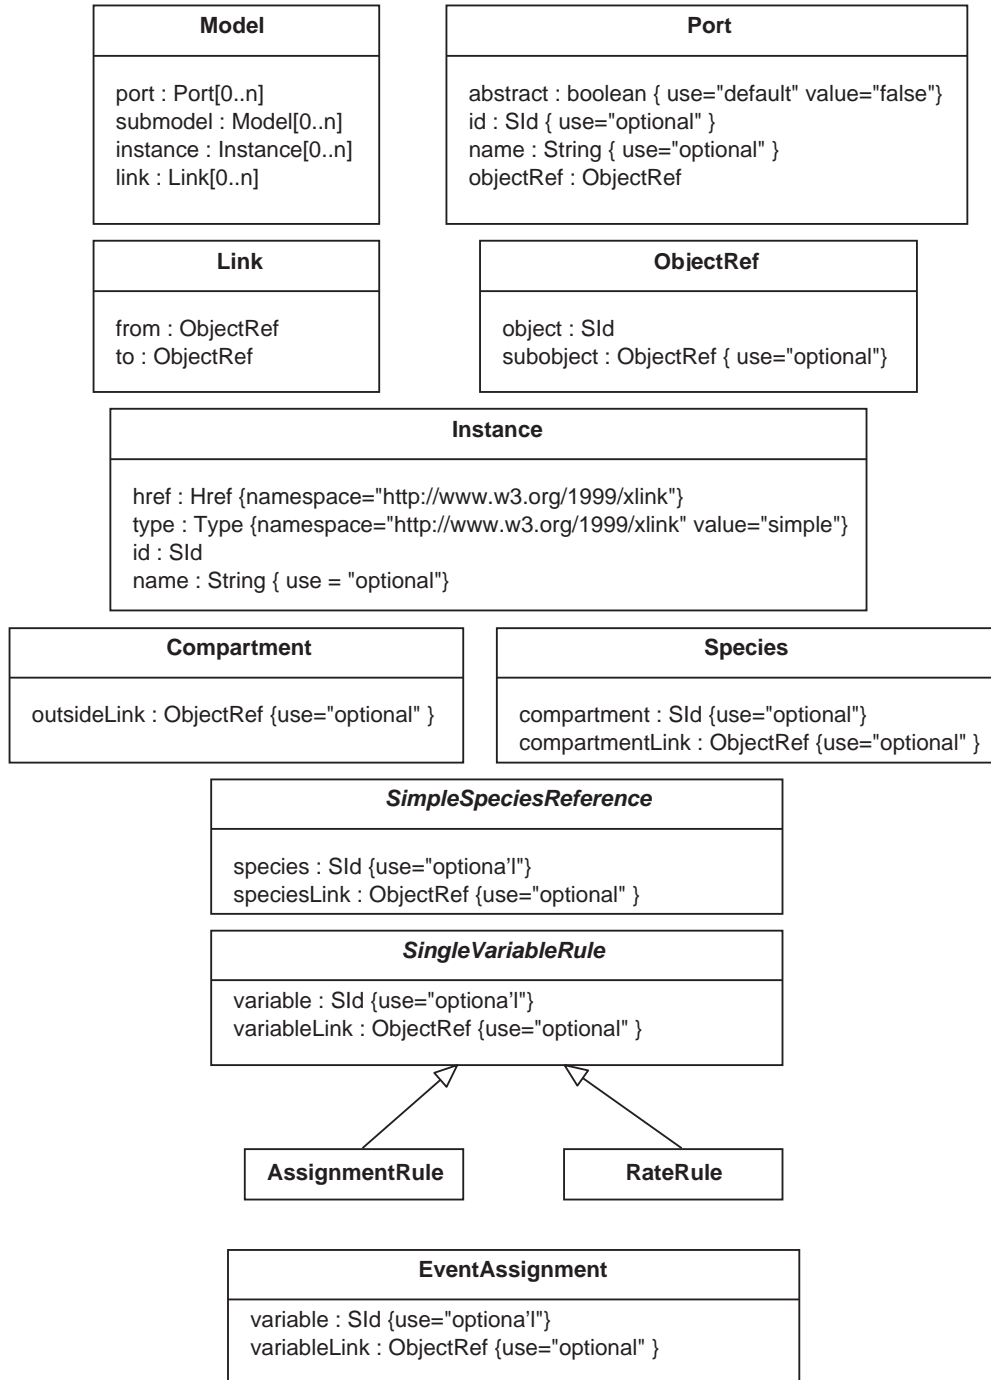 Model
port : Port[0..n]
submodel : Model[0..n]
instance : Instance[0..n]
link : Link[0..n]
Port
abstract : boolean { use="default" value="false"}
id : SId { use="optional" }
name : String { use="optional" }
objectRef : ObjectRef
Link
from : ObjectRef
to : ObjectRef
ObjectRef
object : SId
subobject : ObjectRef { use="optional"}
Instance
href : Href {namespace="http://www.w3.org/1999/xlink"}
type : Type {namespace="http://www.w3.org/1999/xlink" value="simple"}
id : SId
name : String { use = "optional"}
Compartment
outsideLink : ObjectRef {use="optional" }
Species
compartment : SId {use="optional"}
compartmentLink : ObjectRef {use="optional" }
SimpleSpeciesReference
species : SId {use="optiona'l"}
speciesLink : ObjectRef {use="optional" }
SingleVariableRule
variable : SId {use="optiona'l"}
variableLink : ObjectRef {use="optional" }
AssignmentRule
RateRule
EventAssignment
variable : SId {use="optiona'l"}
variableLink : ObjectRef {use="optional" }